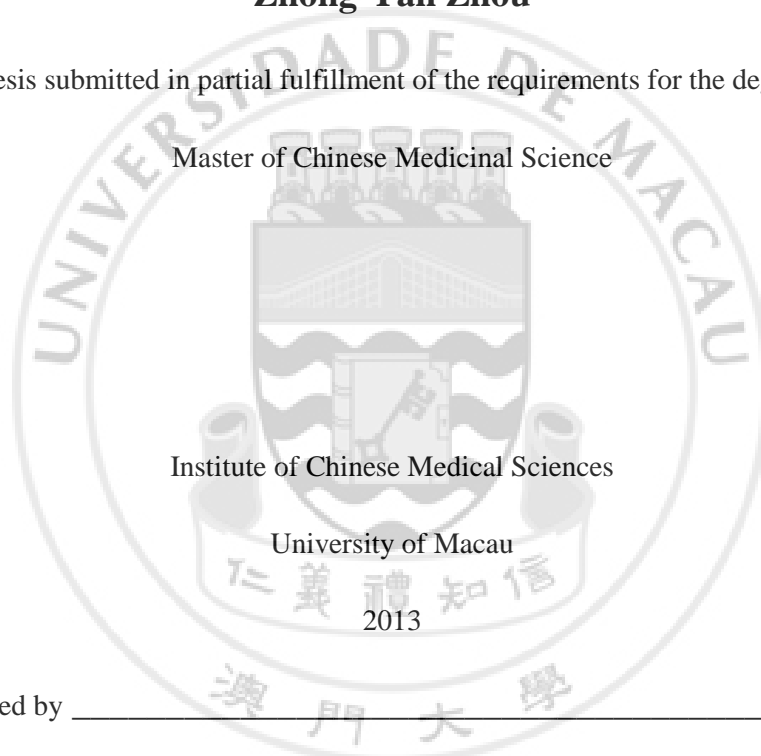 Zhong-Yan Zhou
esis submitted in partial fulfillment of the requirements for the de
Master of Chinese Medicinal Science
UNIVERSIDADE DE MACAU
Institute of Chinese Medical Sciences
University of Macau
仁義禮知信
2013
ed by
澳門大學